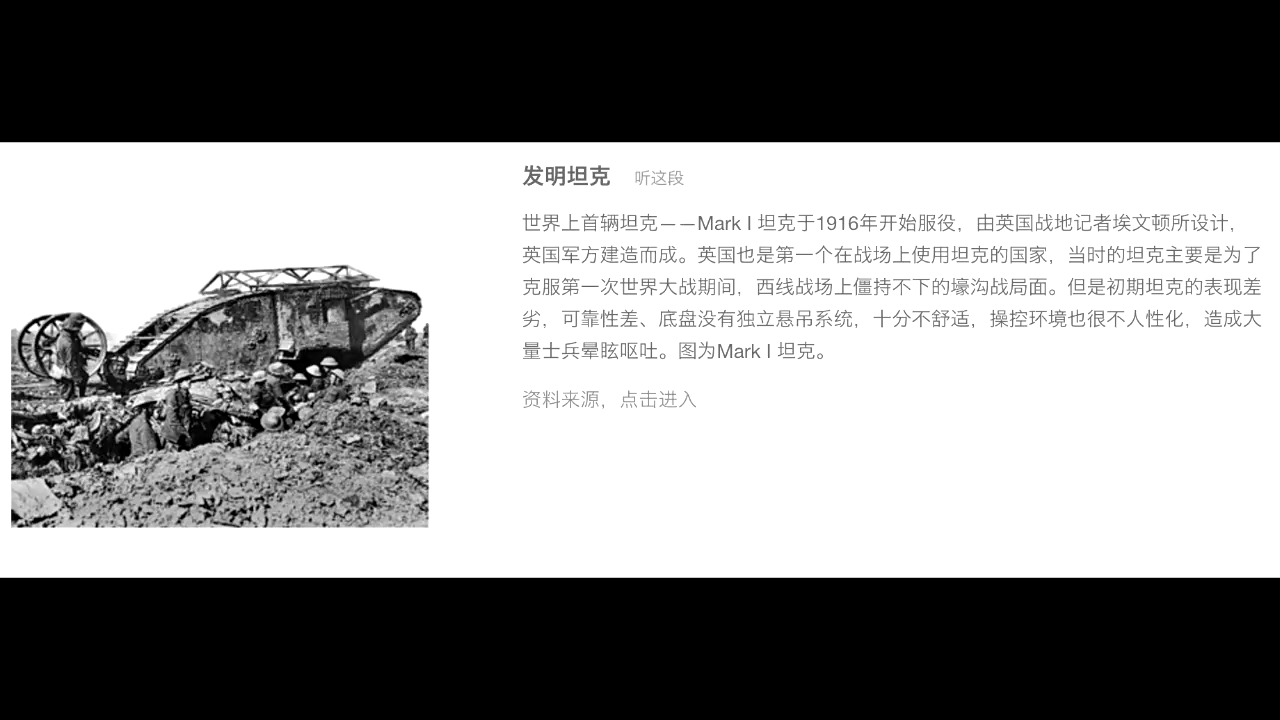 发明坦克 听这段
世界上首辆坦克——Mark I 坦克于1916年开始服役，由英国战地记者埃文顿所设计，
英国军方建造而成。英国也是第一个在战场上使用坦克的国家，当时的坦克主要是为了
克服第一次世界大战期间，西线战场上僵持不下的壕沟战局面。但是初期坦克的表现差
劣，可靠性差、底盘没有独立悬吊系统，十分不舒适，操控环境也很不人性化，造成大
量士兵晕眩呕吐。图为Mark I 坦克。
资料来源，点击进入